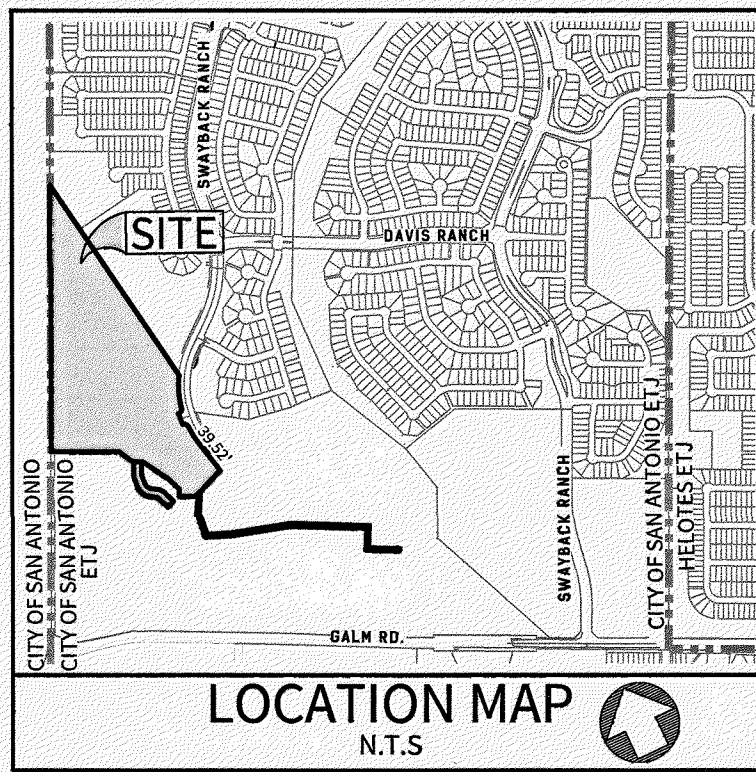 SWAYBACK RANCH
SITE
DAVIS RANCH
39.52'
CITY OF SAN ANTONIO
CITY OF SAN ANTONIO
ETJ
SWAYBACK RANCH
CITY OF SAN ANTONIO ETJ
HELOTES ETJ
GALM RD.
LOCATION MAP
N.T.S